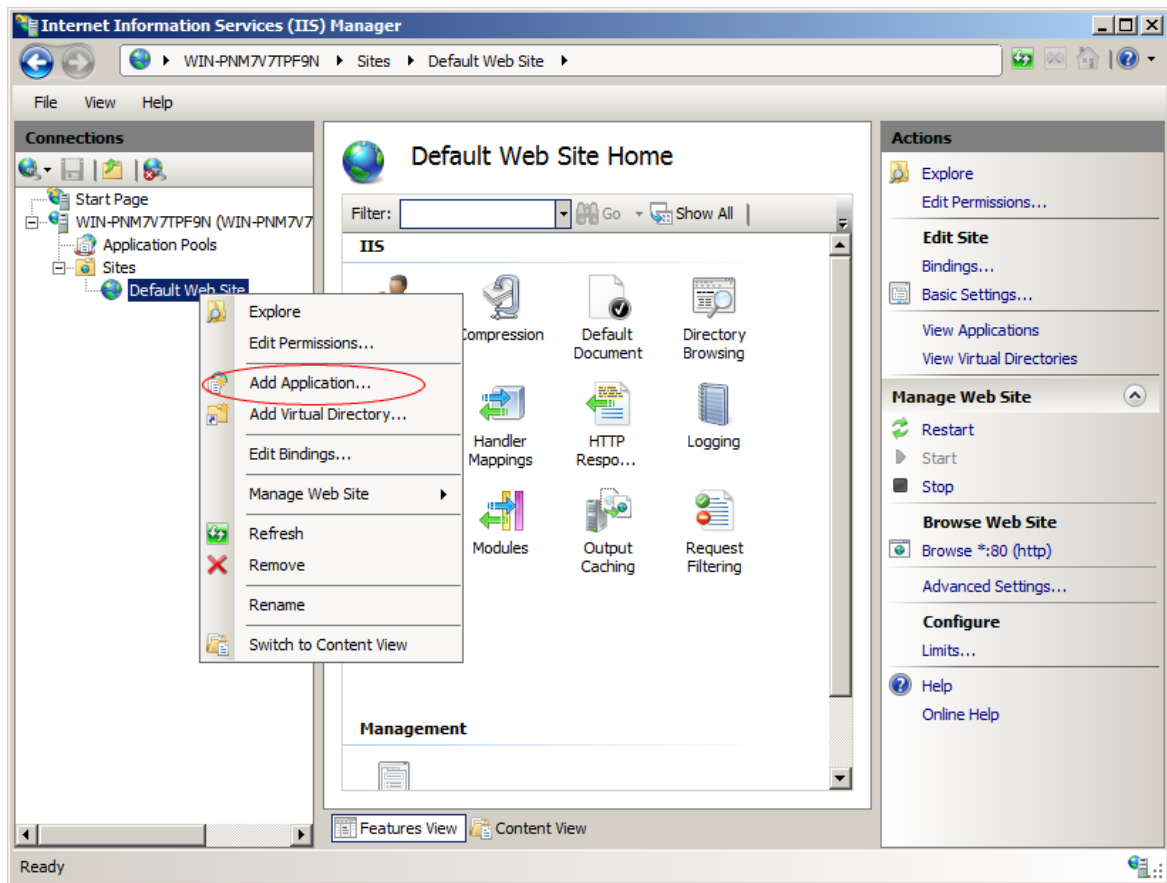 Internet Information Services (IIS) Manager
WIN-PNM7V7TPF9N Sites Default Web Site
File View Help
Connections
Start Page
WIN-PNM7V7TPF9N (WIN-PNM7V7
Application Pools
Sites
Default Web Site
Explore
Edit Permissions...
Add Application...
Add Virtual Directory...
Edit Bindings...
Manage Web Site
Refresh
Remove
Rename
Switch to Content View
Default Web Site Home
Filter: Go Show All
IIS
Compression
Default
Document
Directory
Browsing
Handler
Mappings
HTTP
Respo...
Logging
Modules
Output
Caching
Request
Filtering
Management
Features View Content View
Actions
Explore
Edit Permissions...
Edit Site
Bindings...
Basic Settings...
View Applications
View Virtual Directories
Manage Web Site
Restart
Start
Stop
Browse Web Site
Browse *:80 (http)
Advanced Settings...
Configure
Limits...
Help
Online Help
Ready